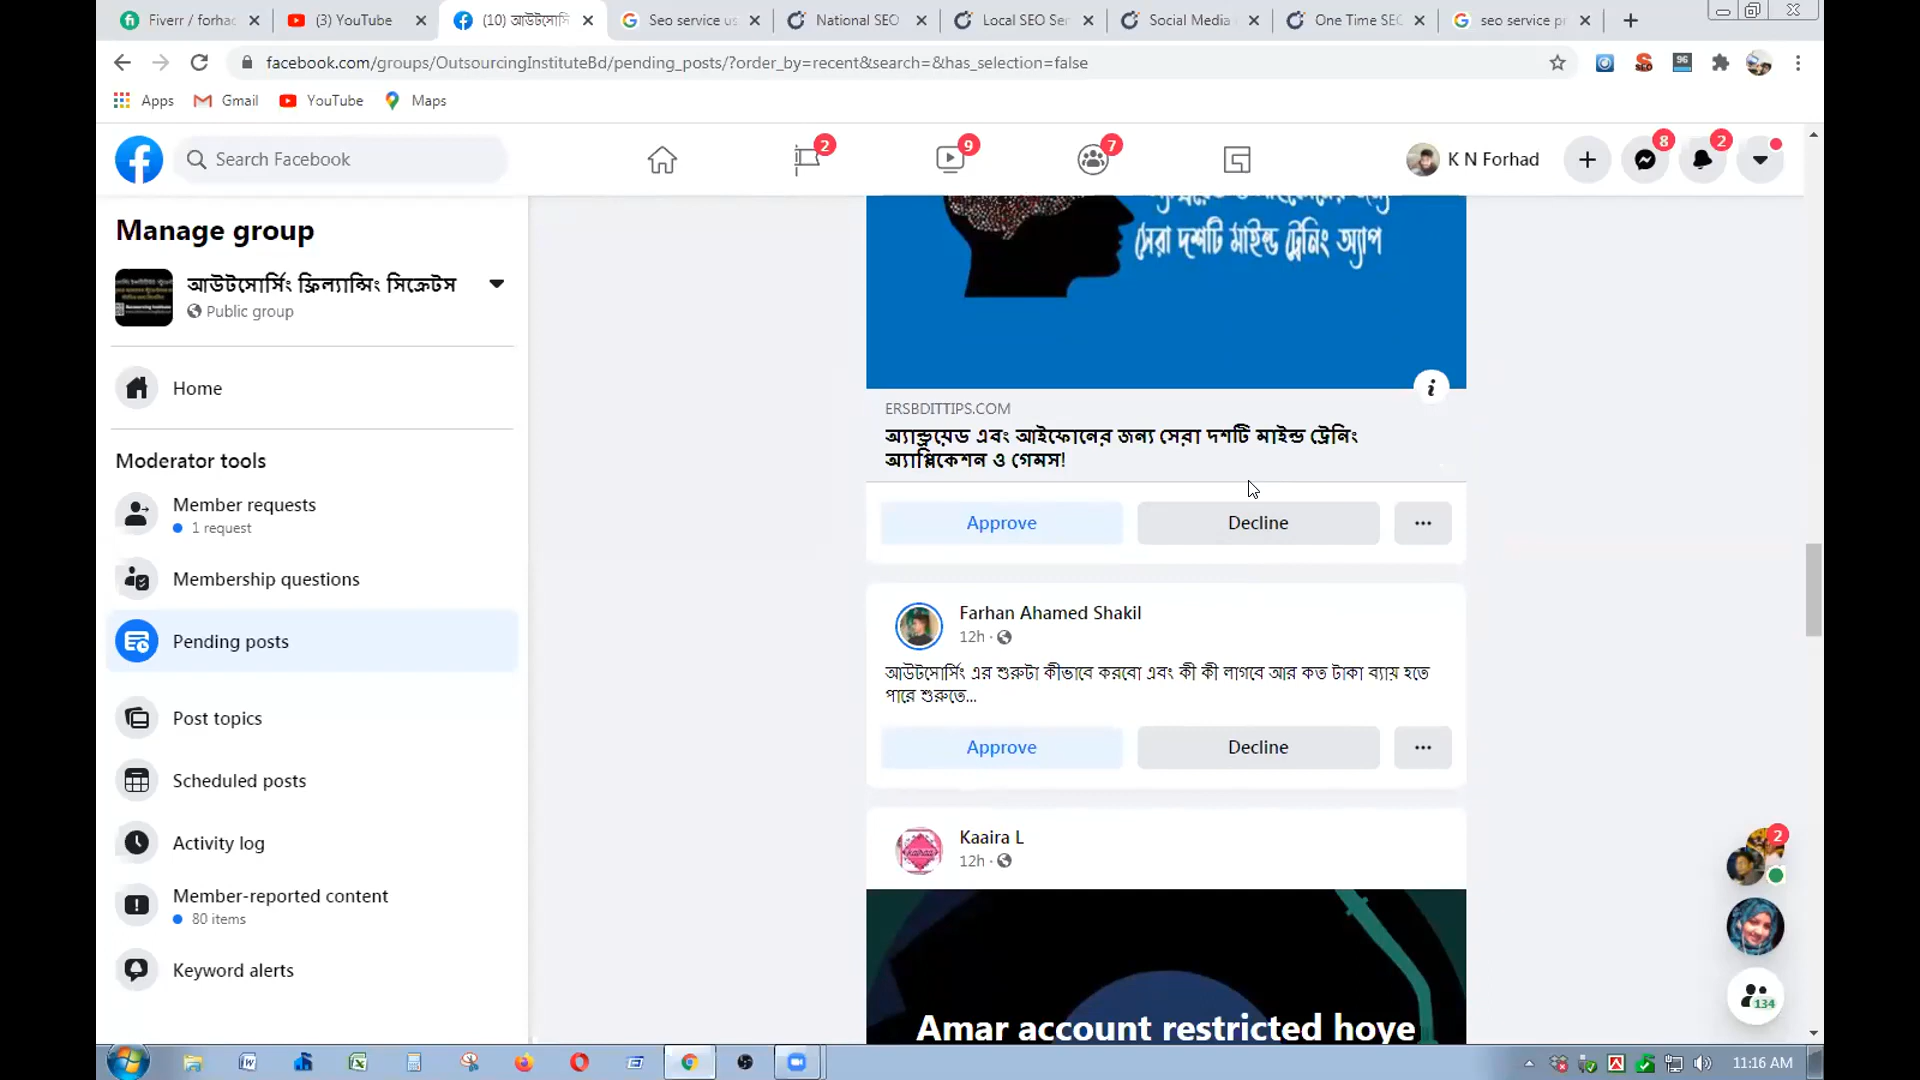 Fiverr / forhac
(3) YouTube
(10) আউটসোর্সি
Seo service us
National SEO
Local SEO Ser
Social Media
One Time SEC
seo service pr
facebook.com/groups/OutsourcingInstituteBd/pending_posts/?order_by=recent&search=&has_selection=false
96
Apps
Gmail
YouTube
Maps
Search Facebook
2
9
7
K N Forhad
8
2
Manage group
আউটসোর্সিং ফ্রিল্যান্সিং সিক্রেটস
Public group
Home
Moderator tools
Member requests
1 request
Membership questions
Pending posts
Post topics
Scheduled posts
Activity log
Member-reported content
80 items
Keyword alerts
সেরা দশটি মাইন্ড ট্রেনিং অ্যাপ
ERSBDITTIPS.COM
অ্যান্ড্রয়েড এবং আইফোনের জন্য সেরা দশটি মাইন্ড ট্রেনিং
অ্যাপ্লিকেশন ও গেমস!
Approve
Decline
Farhan Ahamed Shakil
12h
আউটসোর্সিং এর শুরুটা কীভাবে করবো এবং কী কী লাগবে আর কত টাকা ব্যায় হতে
পারে শুরুতে...
Approve
Decline
Kaaira L
12h
Amar account restricted hoye
2
134
11:16 AM